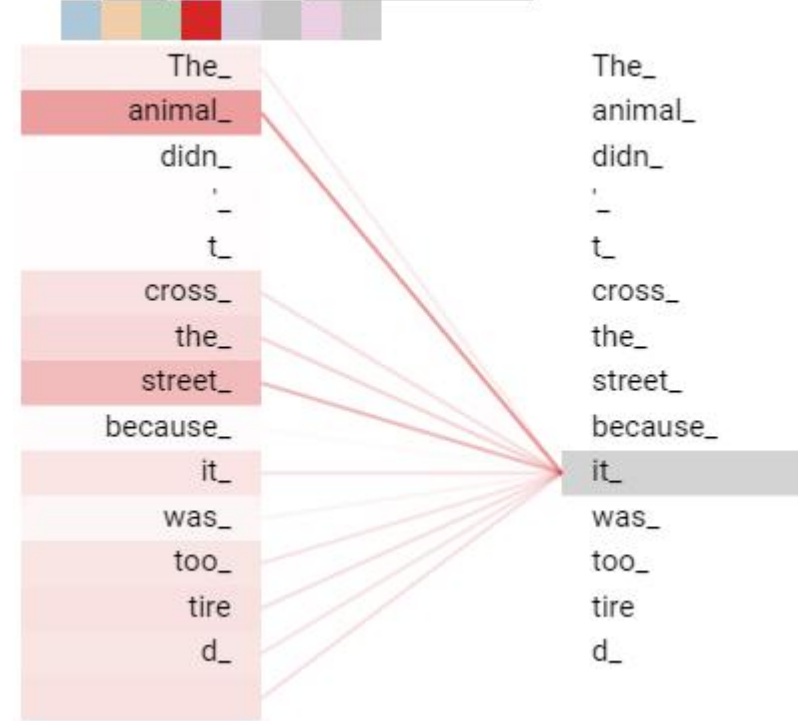 The_ The_
animal_ animal_
didn_ didn_
'_ '_
t_ t_
cross_ cross_
the_ the_
street_ street_
because_ because_
it_ it_
was_ was_
too_ too_
tire tire
d_ d_